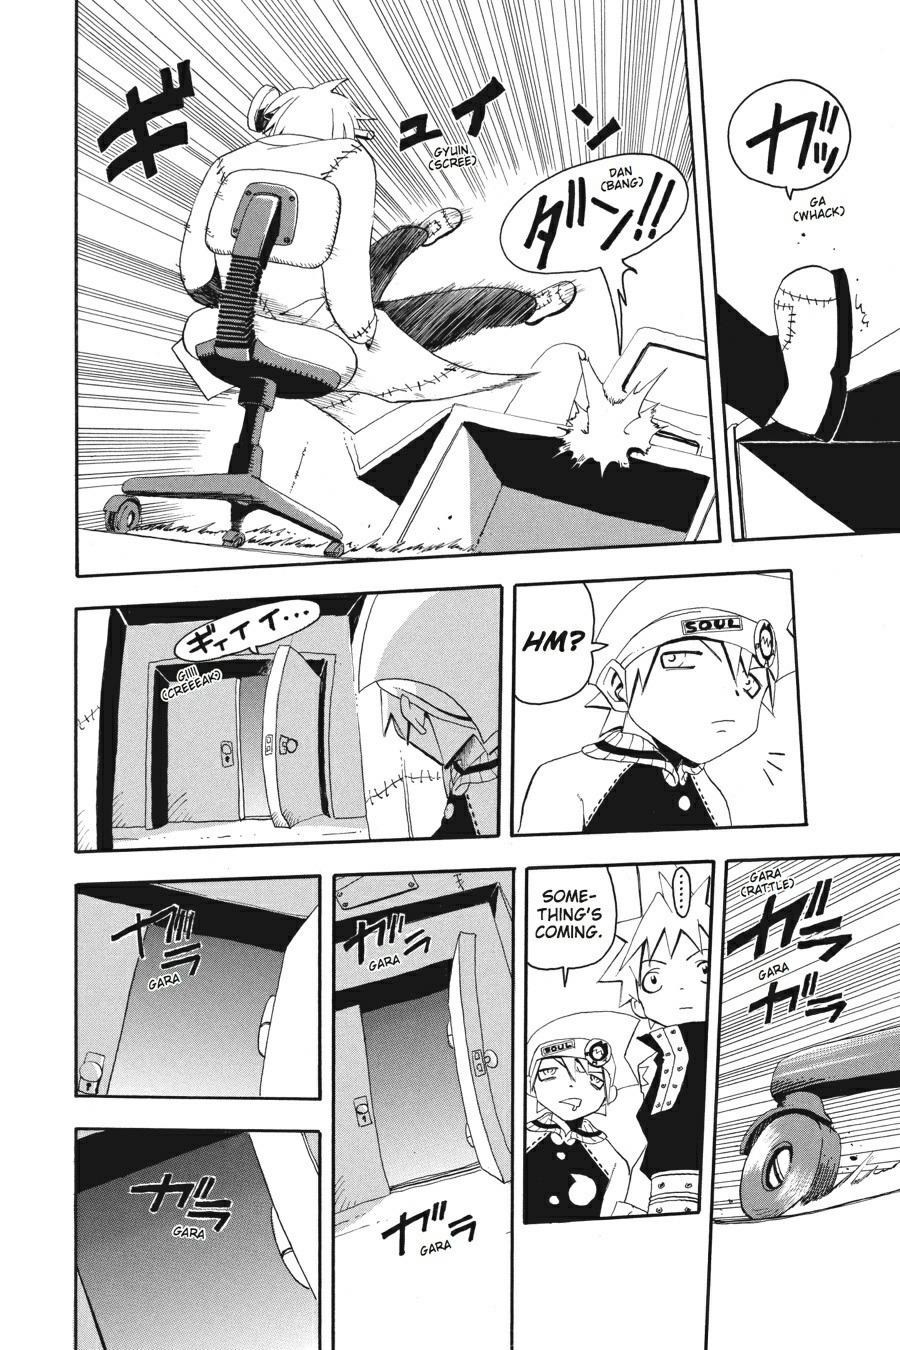 ガッ
GA
(WHACK)
ギュイン
GYUIN
(SCREE)
DAN
(BANG)
ダン!!
HM?
SOUL
ギィイイ...
GIIII
(CREEEAK)
GARA
(RATTLE)
ガラ
GARA
ガラ
......
SOME-
THING'S
COMING.
SOUL
ガラ
GARA
ガラ
GARA
ガラ
GARA
ガラ
GARA